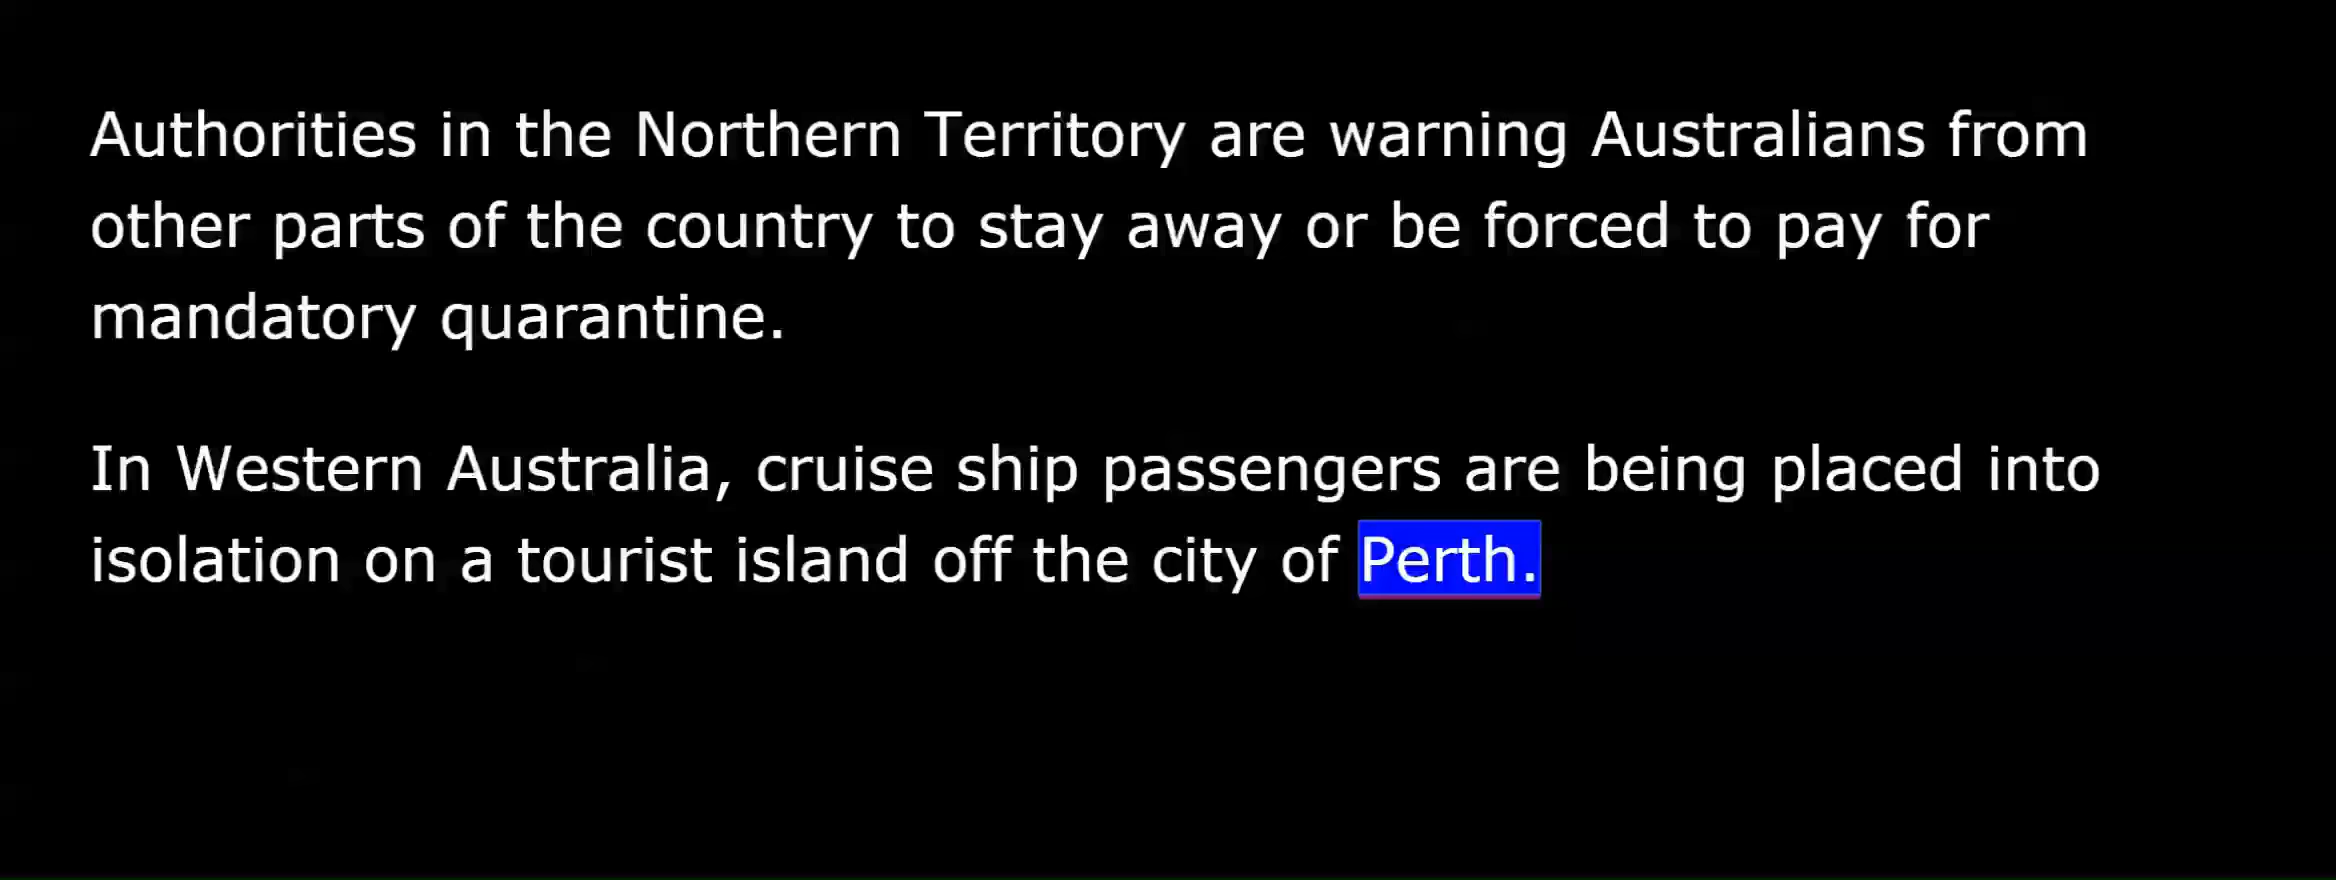 Authorities in the Northern Territory are warning Australians from
other parts of the country to stay away or be forced to pay for
mandatory quarantine.
In Western Australia, cruise ship passengers are being placed into
isolation on a tourist island off the city of Perth.